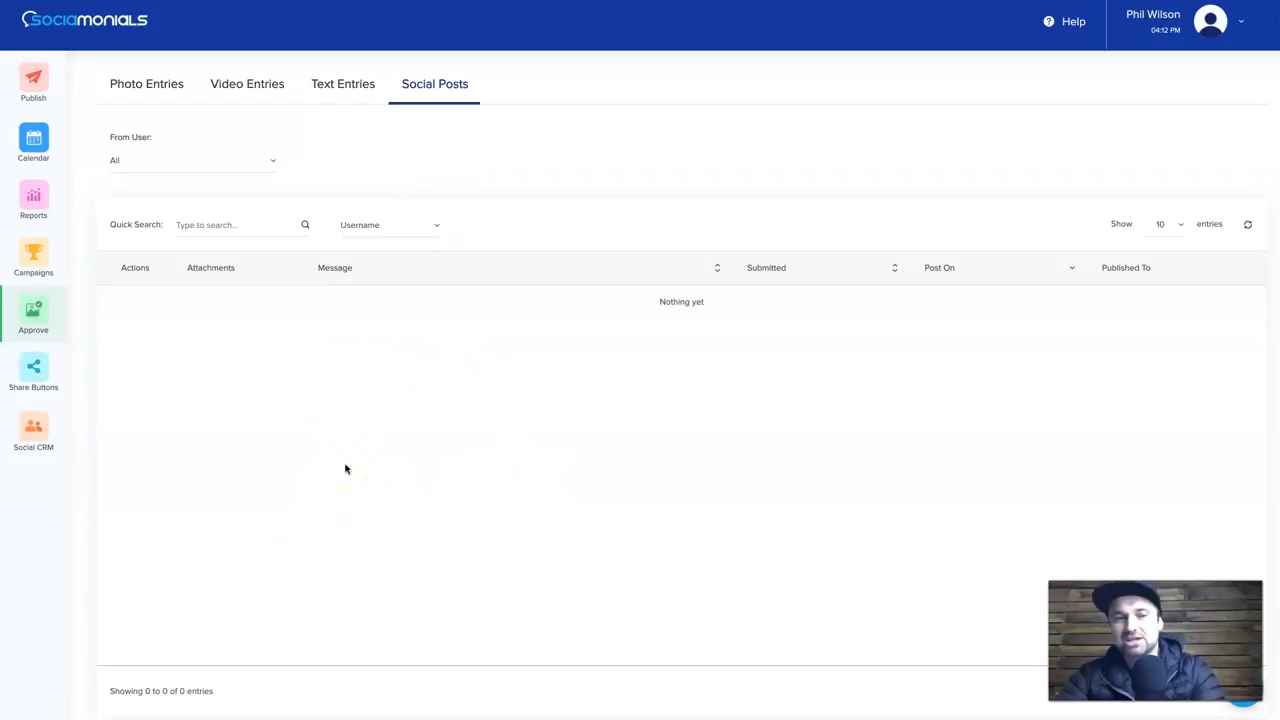 SOCIAMONIALS
Help
Phil Wilson
04:12 PM
Publish
Calendar
Reports
Campaigns
Approve
Share Buttons
Social CRM
Photo Entries
Video Entries
Text Entries
Social Posts
From User:
All
Quick Search:
Type to search...
Username
Show
10
entries
Actions
Attachments
Message
Submitted
Post On
Published To
Nothing yet
Showing 0 to 0 of 0 entries